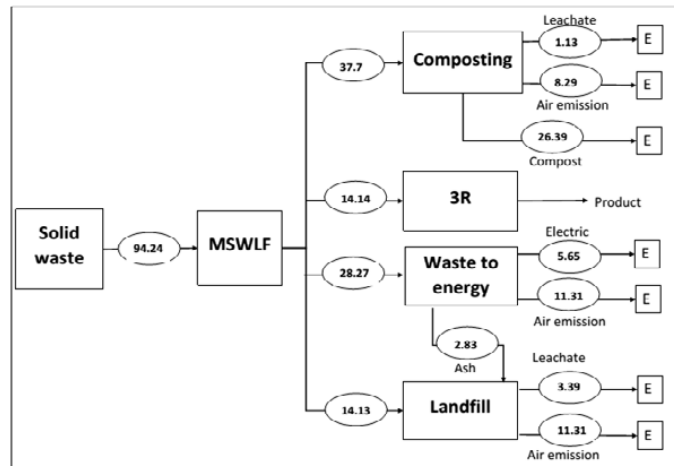 Leachate
1.13
E
37.7
Composting
8.29
E
Air emission
26.39
E
Compost
14.14
3R
Product
Solid
waste
94.24
MSWLF
Electric
5.65
E
28.27
Waste to
energy
11.31
E
Air emission
2.83
Ash
Leachate
3.39
E
14.13
Landfill
11.31
E
Air emission